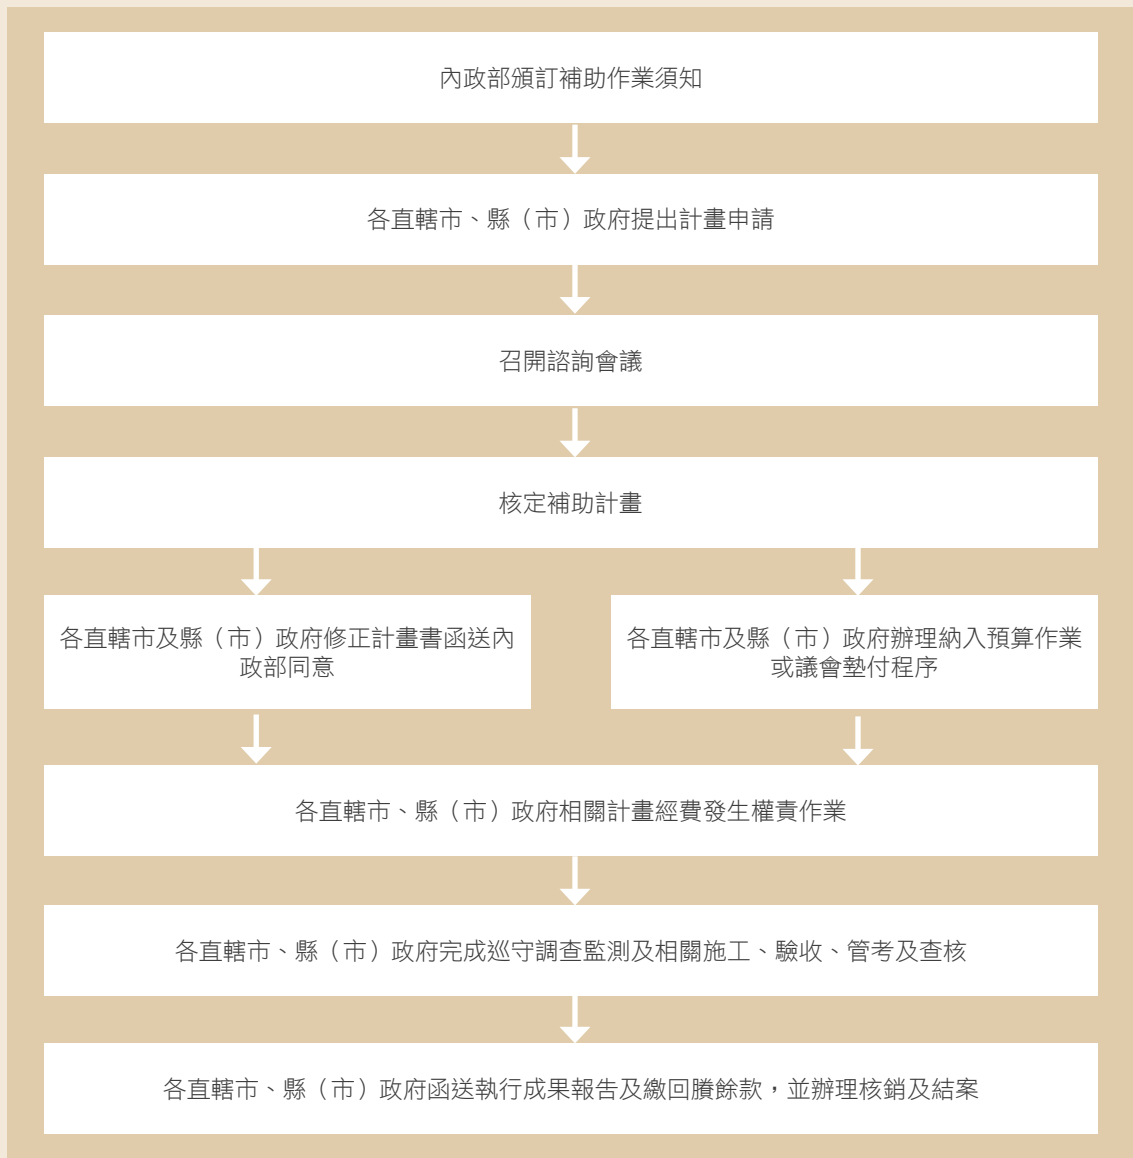 內政部頒訂補助作業須知
各直轄市、縣（市）政府提出計畫申請
召開諮詢會議
核定補助計畫
各直轄市及縣（市）政府修正計畫書函送內
政部同意
各直轄市及縣（市）政府辦理納入預算作業
或議會墊付程序
各直轄市、縣（市）政府相關計畫經費發生權責作業
各直轄市、縣（市）政府完成巡守調查監測及相關施工、驗收、管考及查核
各直轄市、縣（市）政府函送執行成果報告及繳回賸餘款，並辦理核銷及結案